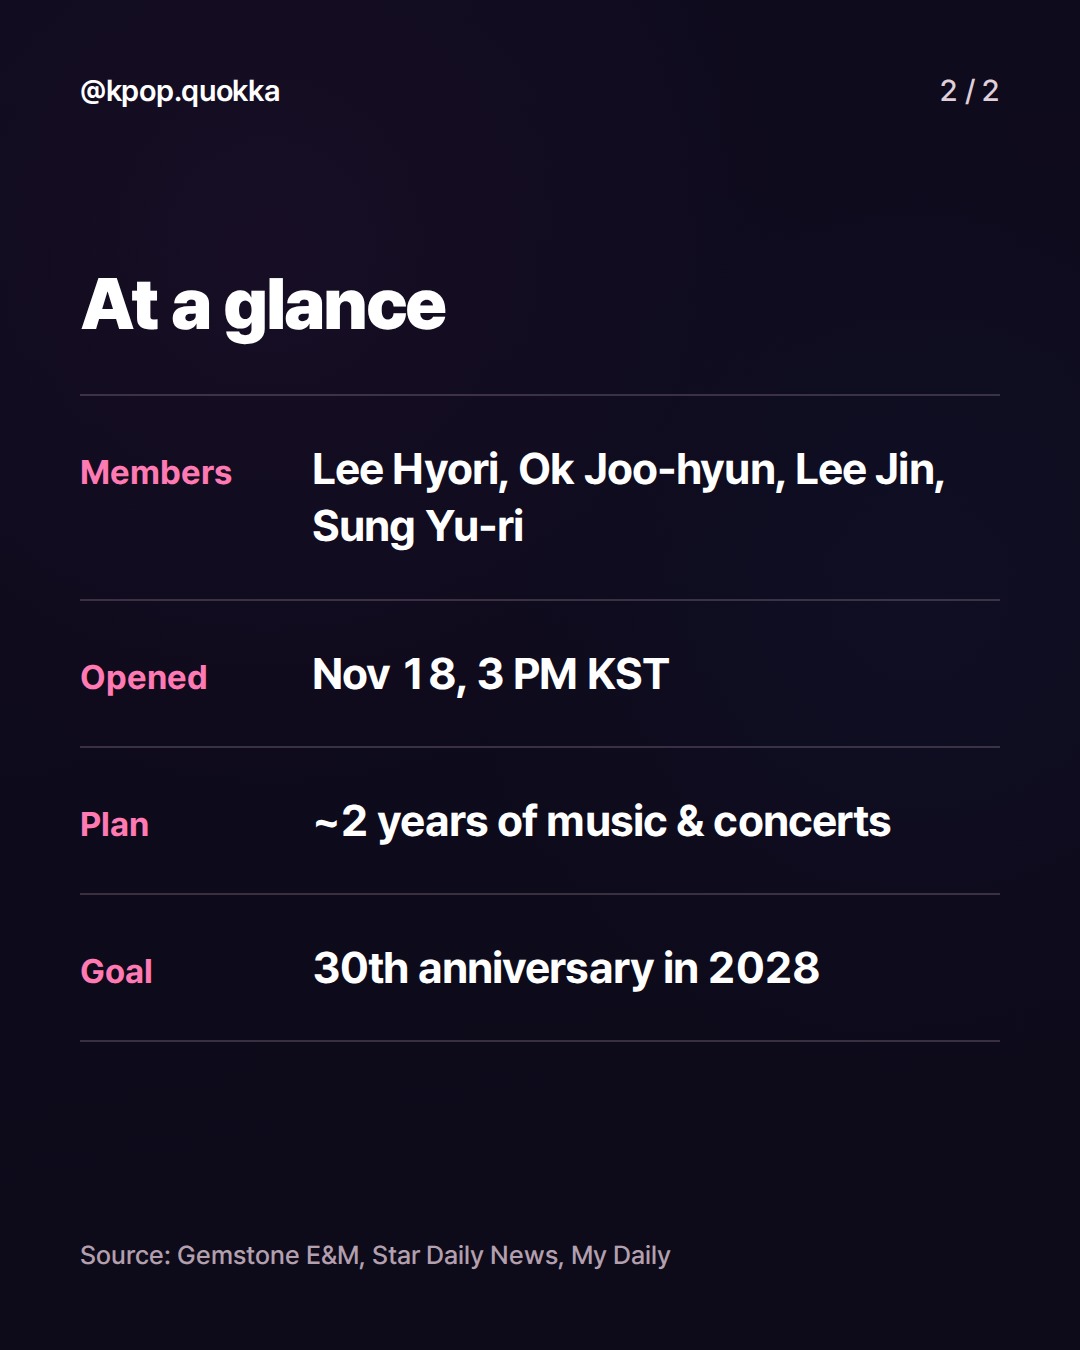 @kpop.quokka
2 / 2
At a glance
Members
Lee Hyori, Ok Joo-hyun, Lee Jin,
Sung Yu-ri
Opened
Nov 18, 3 PM KST
Plan
~2 years of music & concerts
Goal
30th anniversary in 2028
Source: Gemstone E&M, Star Daily News, My Daily